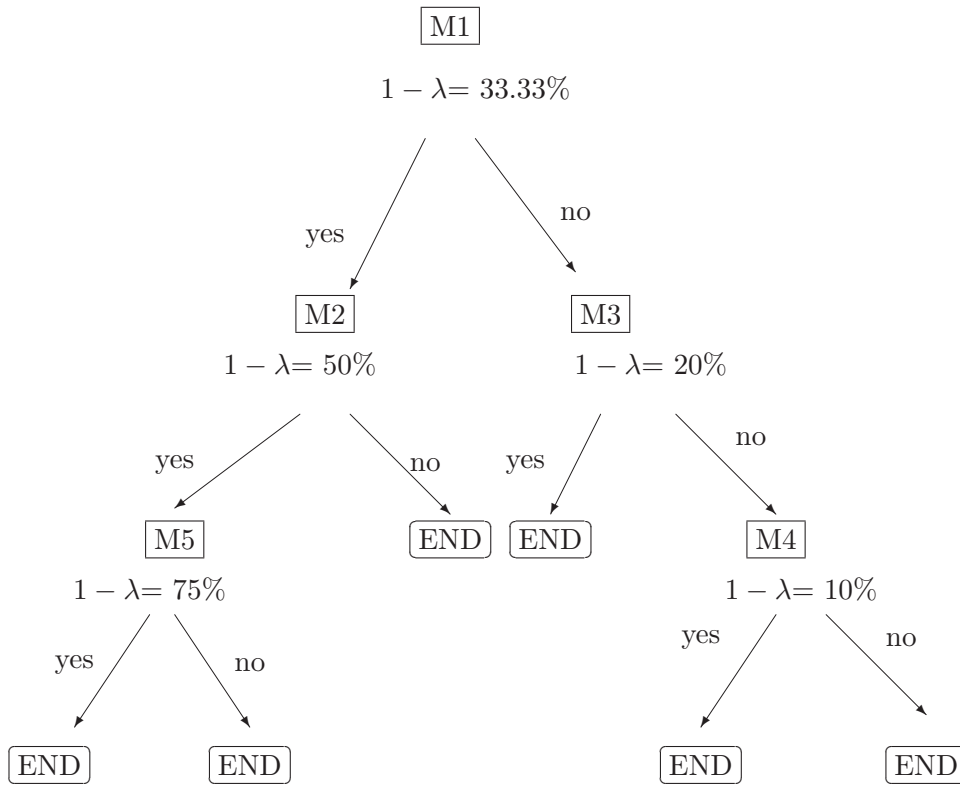 M1
1 − λ= 33.33%
yes
no
M2
M3
1 − λ= 50%
1 − λ= 20%
yes
no
yes
no
M5
END
END
M4
1 − λ= 75%
1 − λ= 10%
yes
no
yes
no
END
END
END
END